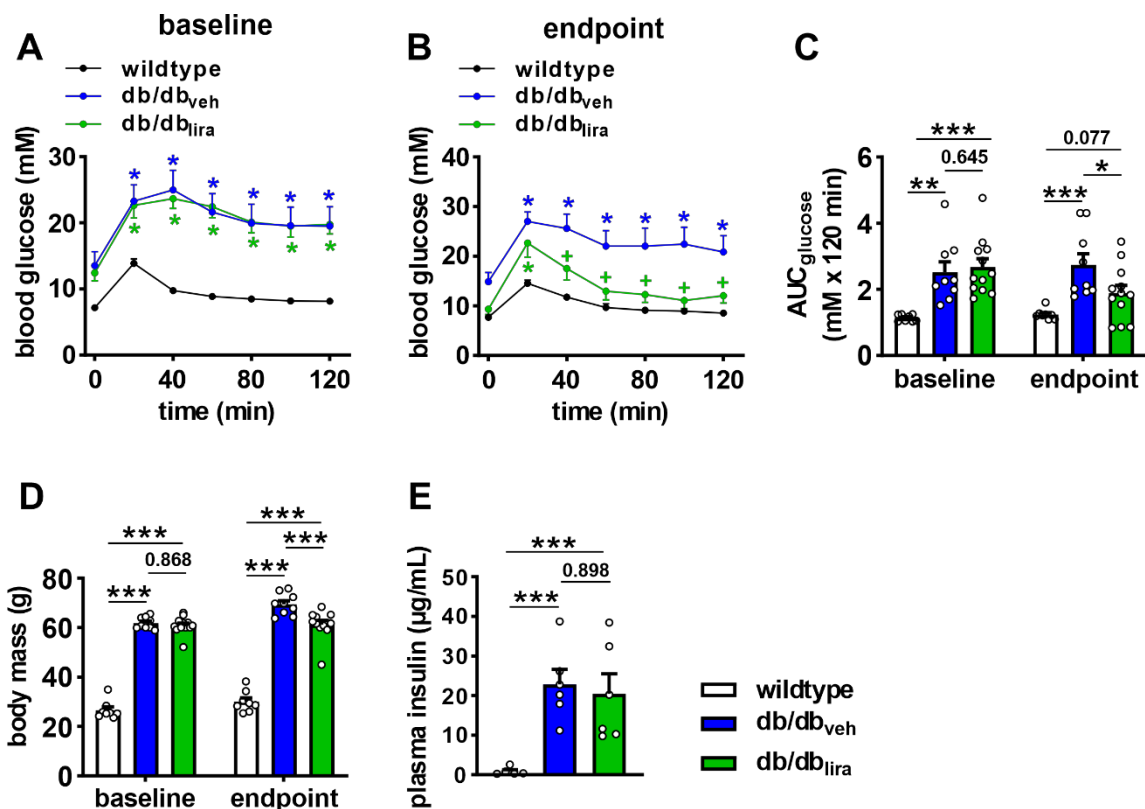 A
baseline
wildtype
db/dbveh
db/dblira
blood glucose (mM)
30
20
10
0
* * * * * *
* * * * * *
0 40 80 120
time (min)
B
endpoint
wildtype
db/dbveh
db/dblira
blood glucose (mM)
40
30
20
10
0
* * * * * *
* + + + + +
0 40 80 120
time (min)
C
AUCglucose
(mM x 120 min)
6
4
2
0
***
0.645
**
0.077
*
***
baseline endpoint
D
body mass (g)
80
60
40
20
0
***
0.868
***
***
***
***
baseline endpoint
E
plasma insulin (µg/mL)
50
40
30
20
10
0
***
0.898
***
wildtype
db/dbveh
db/dblira